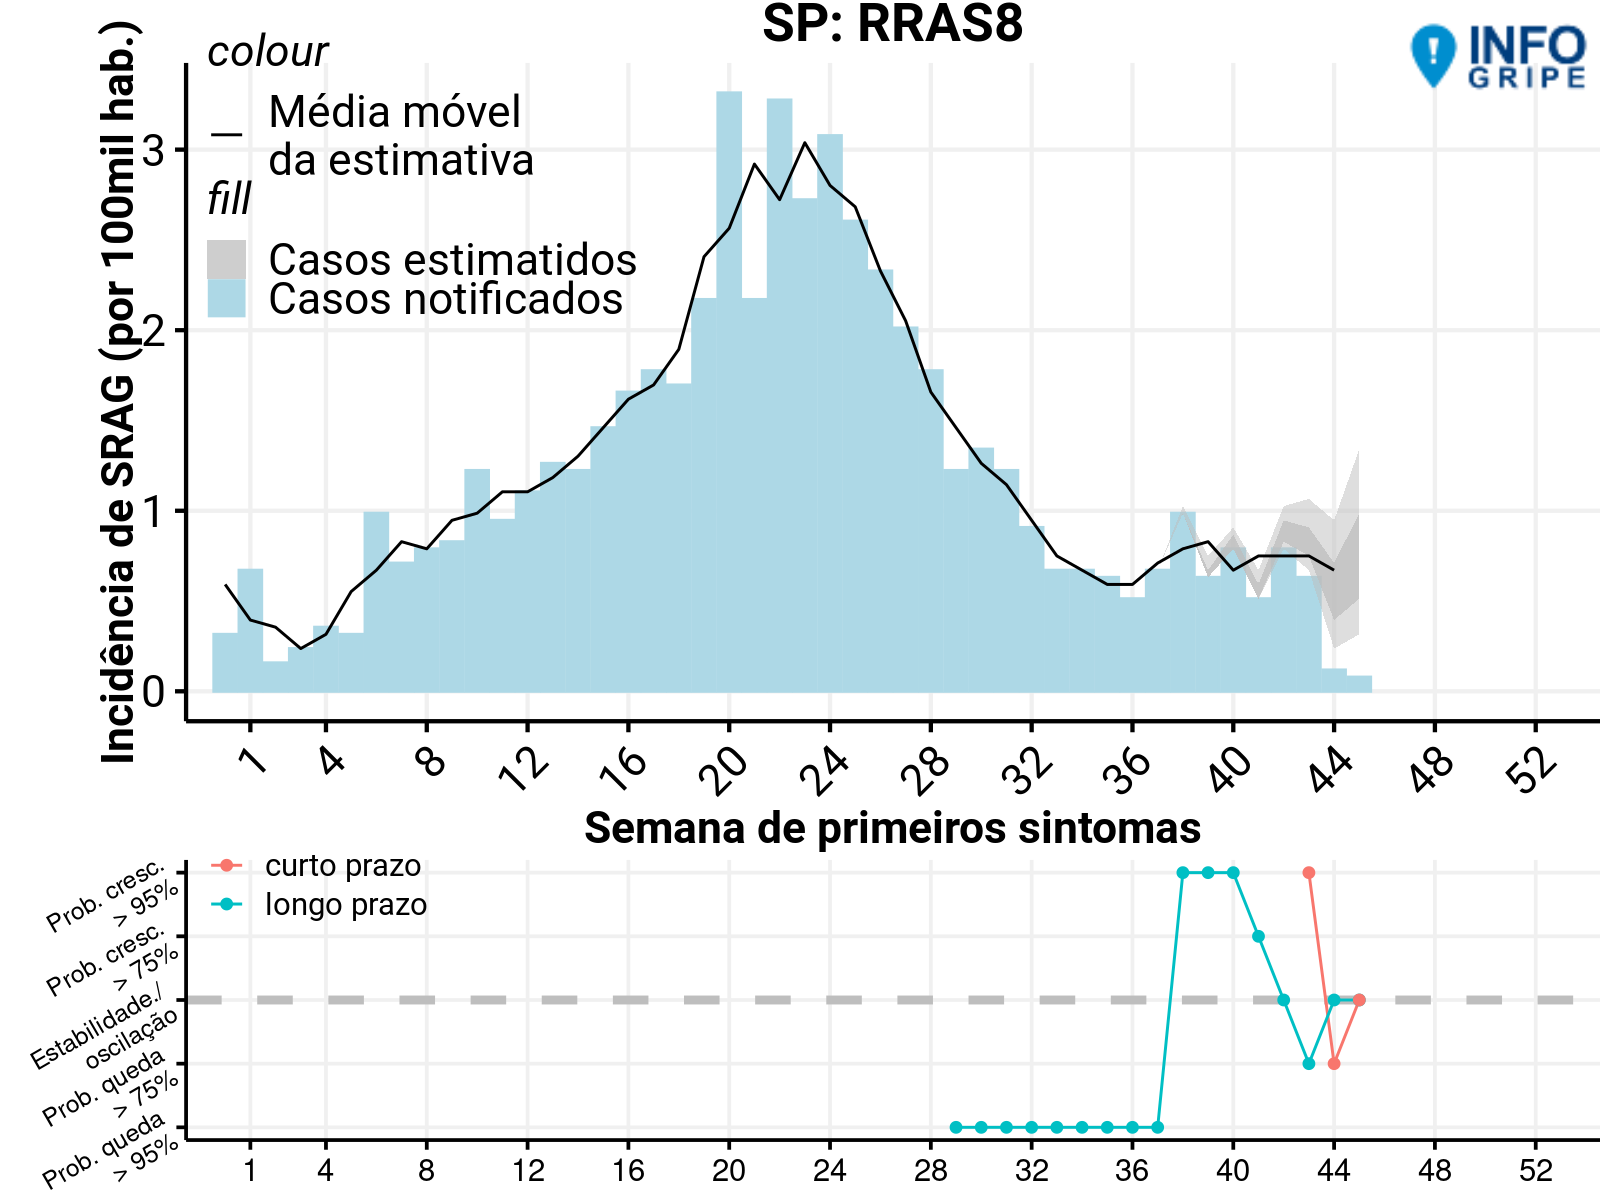 SP: RRAS8
INFO
GRIPE
Incidência de SRAG (por 100mil hab.)
colour
Média móvel
da estimativa
fill
Casos estimatidos
Casos notificados
3
2
1
0
1 4 8 12 16 20 24 28 32 36 40 44 48 52
Semana de primeiros sintomas
curto prazo
longo prazo
Prob. cresc.
> 95%
Prob. cresc.
> 75%
Estabilidade./
oscilação
Prob. queda
> 75%
Prob. queda
> 95%
1 4 8 12 16 20 24 28 32 36 40 44 48 52